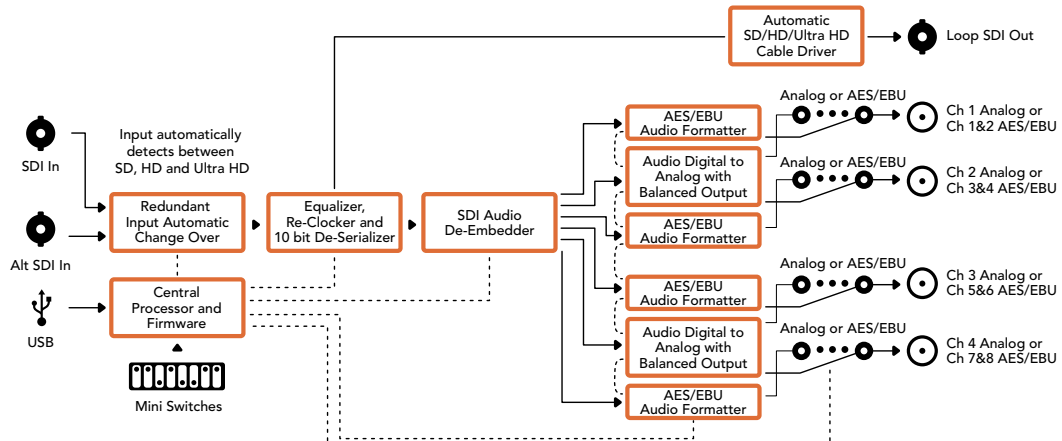 Automatic
SD/HD/Ultra HD
Cable Driver
Loop SDI Out
SDI In
Input automatically
detects between
SD, HD and Ultra HD
Alt SDI In
Redundant
Input Automatic
Change Over
Equalizer,
Re-Clocker and
10 bit De-Serializer
SDI Audio
De-Embedder
USB
Central
Processor and
Firmware
Mini Switches
AES/EBU
Audio Formatter
Audio Digital to
Analog with
Balanced Output
AES/EBU
Audio Formatter
AES/EBU
Audio Formatter
Audio Digital to
Analog with
Balanced Output
AES/EBU
Audio Formatter
Analog or AES/EBU
Ch 1 Analog or
Ch 1&2 AES/EBU
Analog or AES/EBU
Ch 2 Analog or
Ch 3&4 AES/EBU
Analog or AES/EBU
Ch 3 Analog or
Ch 5&6 AES/EBU
Analog or AES/EBU
Ch 4 Analog or
Ch 7&8 AES/EBU